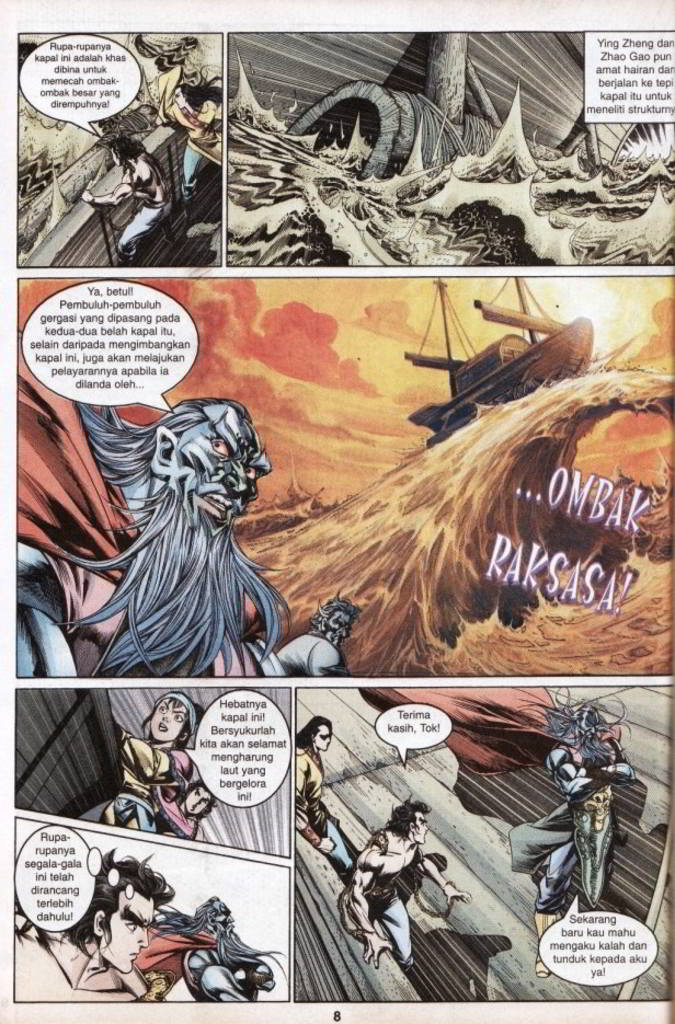 Rupa-rupanya
kapal ini adalah khas
dibina untuk
memecah ombak-
ombak besar yang
dirempuhnya!
Ying Zheng dan
Zhao Gao pun
amat hairan dan
berjalan ke tepi
kapal itu untuk
meneliti strukturny
Ya, betul!
Pembuluh-pembuluh
gergasi yang dipasang pada
kedua-dua belah kapal itu,
selain daripada mengimbangkan
kapal ini, juga akan melajukan
pelayarannya apabila ia
dilanda oleh...
...OMBAK
RAKSASA!
Hebatnya
kapal ini!
Bersyukurlah
kita akan selamat
mengharung
laut yang
bergelora
ini!
Rupa-
rupanya
segala-gala
ini telah
dirancang
terlebih
dahulu!
Terima
kasih, Tok!
Sekarang
baru kau mahu
mengaku kalah dan
tunduk kepada aku
ya!
8